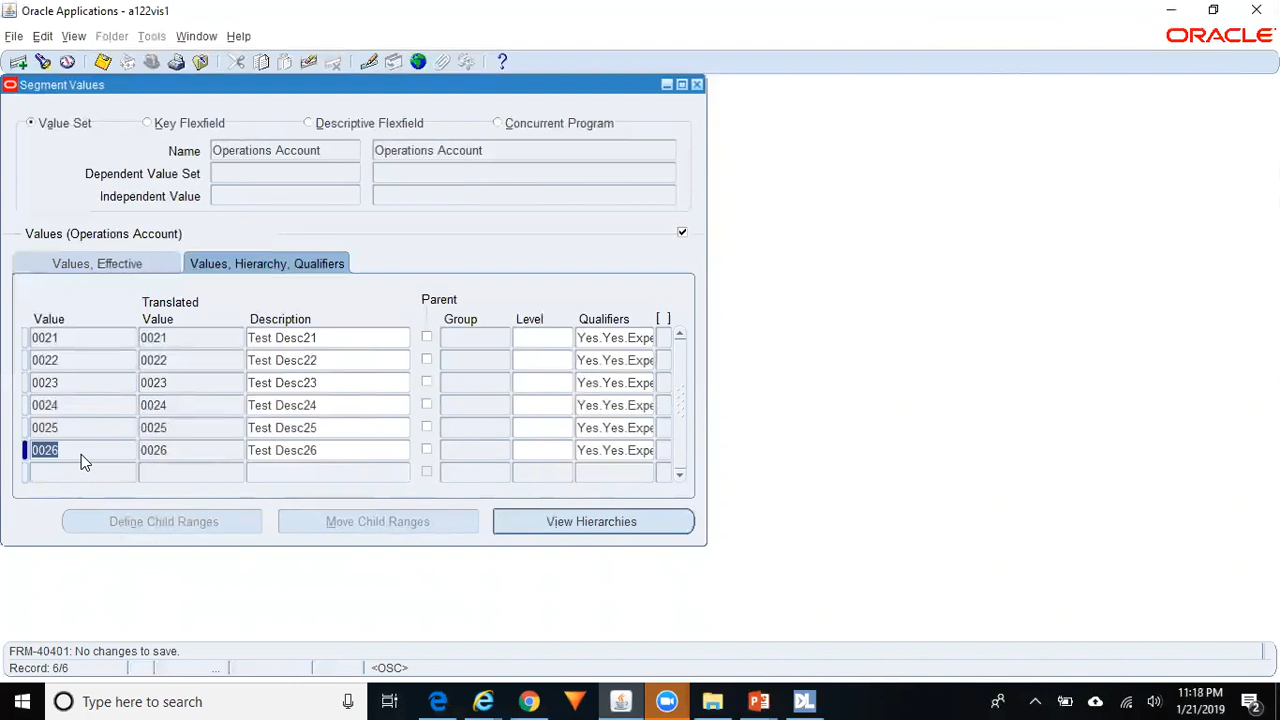 Oracle Applications - a122vis1
File Edit View Folder Tools Window Help
ORACLE
Segment Values
Value Set Key Flexfield Descriptive Flexfield Concurrent Program
Name Operations Account Operations Account
Dependent Value Set
Independent Value
Values (Operations Account)
Values, Effective Values, Hierarchy, Qualifiers
Translated Parent
Value Value Description Group Level Qualifiers [ ]
0021 0021 Test Desc21 Yes.Yes.Expe
0022 0022 Test Desc22 Yes.Yes.Expe
0023 0023 Test Desc23 Yes.Yes.Expe
0024 0024 Test Desc24 Yes.Yes.Expe
0025 0025 Test Desc25 Yes.Yes.Expe
0026 0026 Test Desc26 Yes.Yes.Expe
Define Child Ranges Move Child Ranges View Hierarchies
FRM-40401: No changes to save.
Record: 6/6 ... <OSC>
Type here to search
DL
11:18 PM
1/21/2019
2